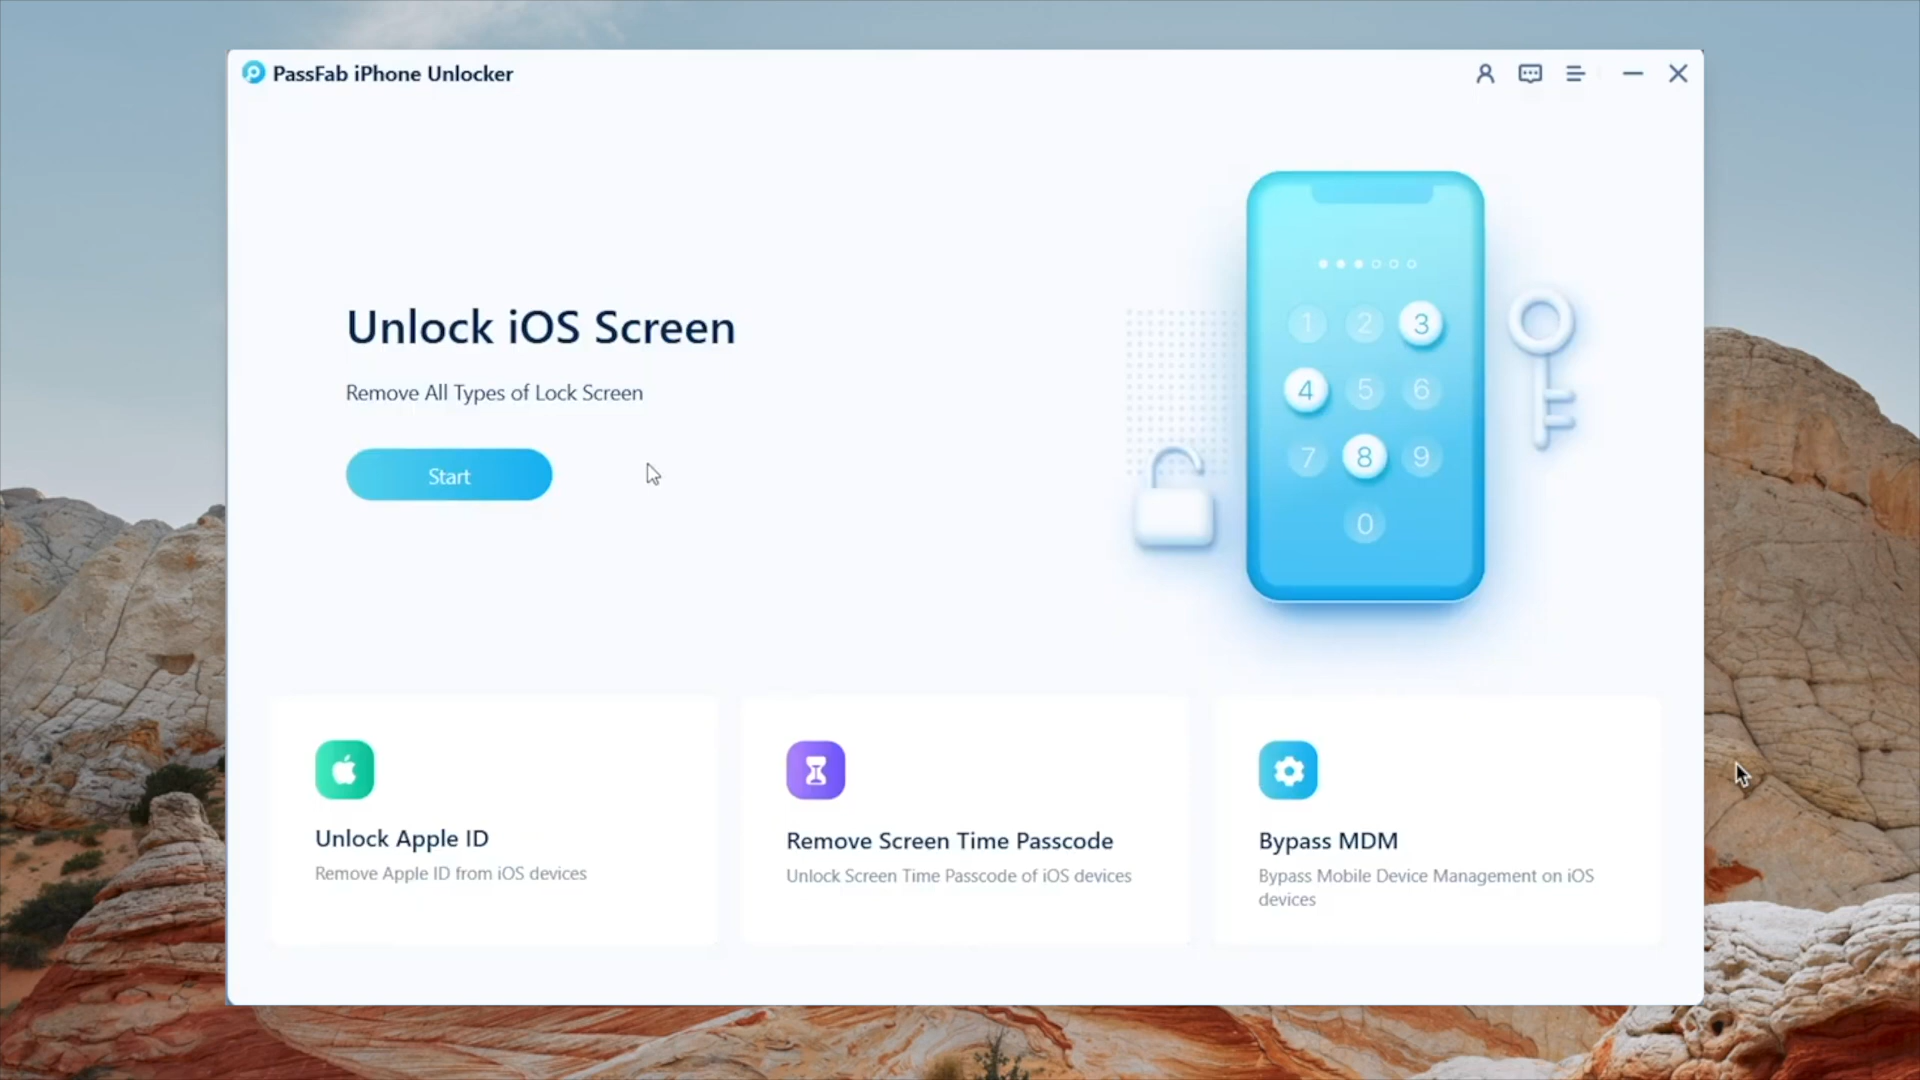 PassFab iPhone Unlocker
Unlock iOS Screen
Remove All Types of Lock Screen
Start
1 2 3
4 5 6
7 8 9
0
Unlock Apple ID
Remove Apple ID from iOS devices
Remove Screen Time Passcode
Unlock Screen Time Passcode of iOS devices
Bypass MDM
Bypass Mobile Device Management on iOS
devices